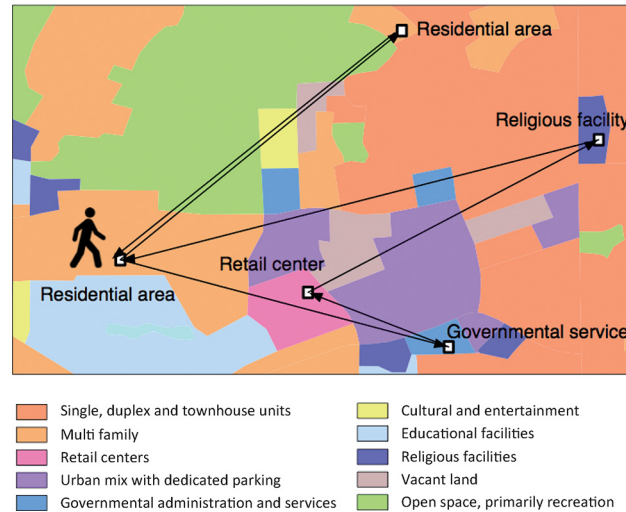 Residential area
Religious facility
Retail center
Residential area
Governmental service
Single, duplex and townhouse units
Multi family
Retail centers
Urban mix with dedicated parking
Governmental administration and services
Cultural and entertainment
Educational facilities
Religious facilities
Vacant land
Open space, primarily recreation